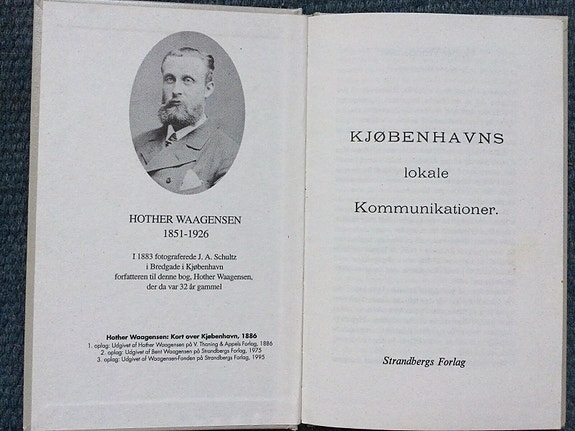 HOTHER WAAGENSEN
1851-1926
I 1883 fotograferede J. A. Schultz
i Bredgade i Kjøbenhavn
forfatteren til denne bog, Hother Waagensen,
der da var 32 år gammel
Hother Waagensen: Kort over Kjøbenhavn, 1886
1. oplag: Udgivet af Hother Waagensen på V. Thaning & Appels Forlag, 1886
2. oplag: Udgivet af Bent Waagensen på Strandbergs Forlag, 1975
3. oplag: Udgivet af Waagensen-Fonden på Strandbergs Forlag, 1995
KJØBENHAVNS
lokale
Kommunikationer.
Strandbergs Forlag